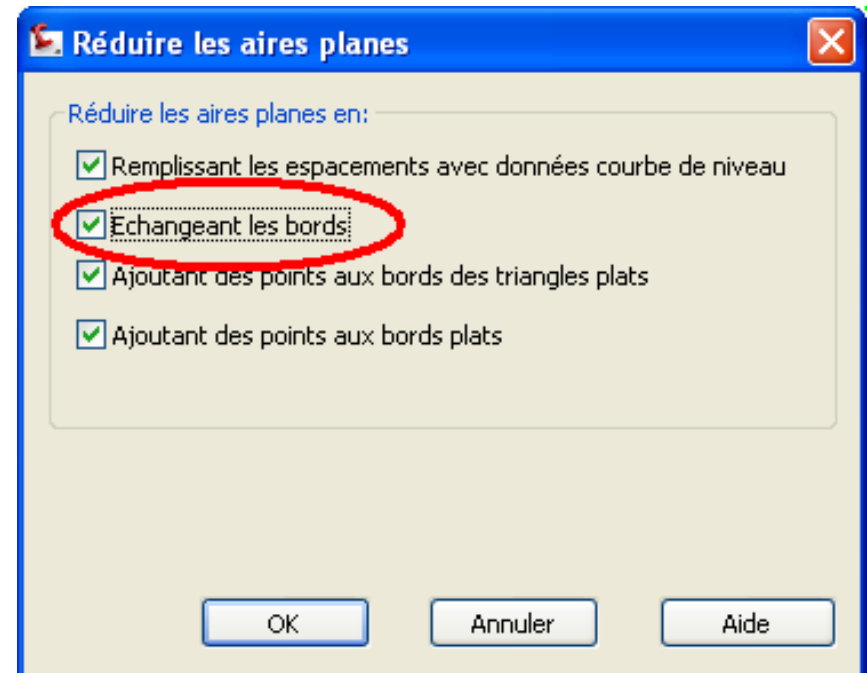 Réduire les aires planes
Réduire les aires planes en:
Remplissant les espacements avec données courbe de niveau
Echangeant les bords
Ajoutant des points aux bords des triangles plats
Ajoutant des points aux bords plats
OK
Annuler
Aide